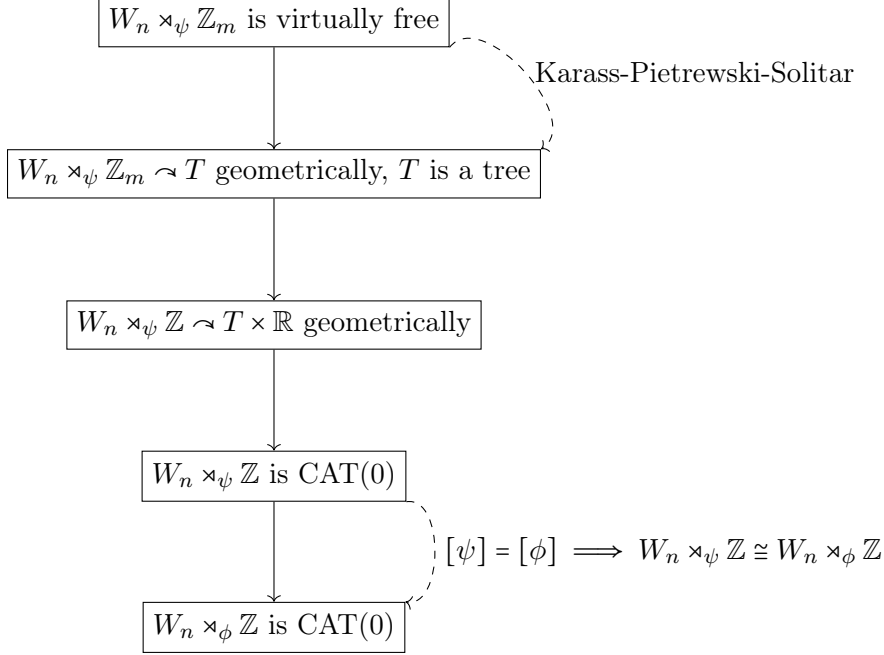 W_n ⋊_ψ ℤ_m is virtually free
Karass-Pietrewski-Solitar
W_n ⋊_ψ ℤ_m ↷ T geometrically, T is a tree
W_n ⋊_ψ ℤ ↷ T × ℝ geometrically
W_n ⋊_ψ ℤ is CAT(0)
[ψ] = [ϕ] ⟹ W_n ⋊_ψ ℤ ≅ W_n ⋊_ϕ ℤ
W_n ⋊_ϕ ℤ is CAT(0)